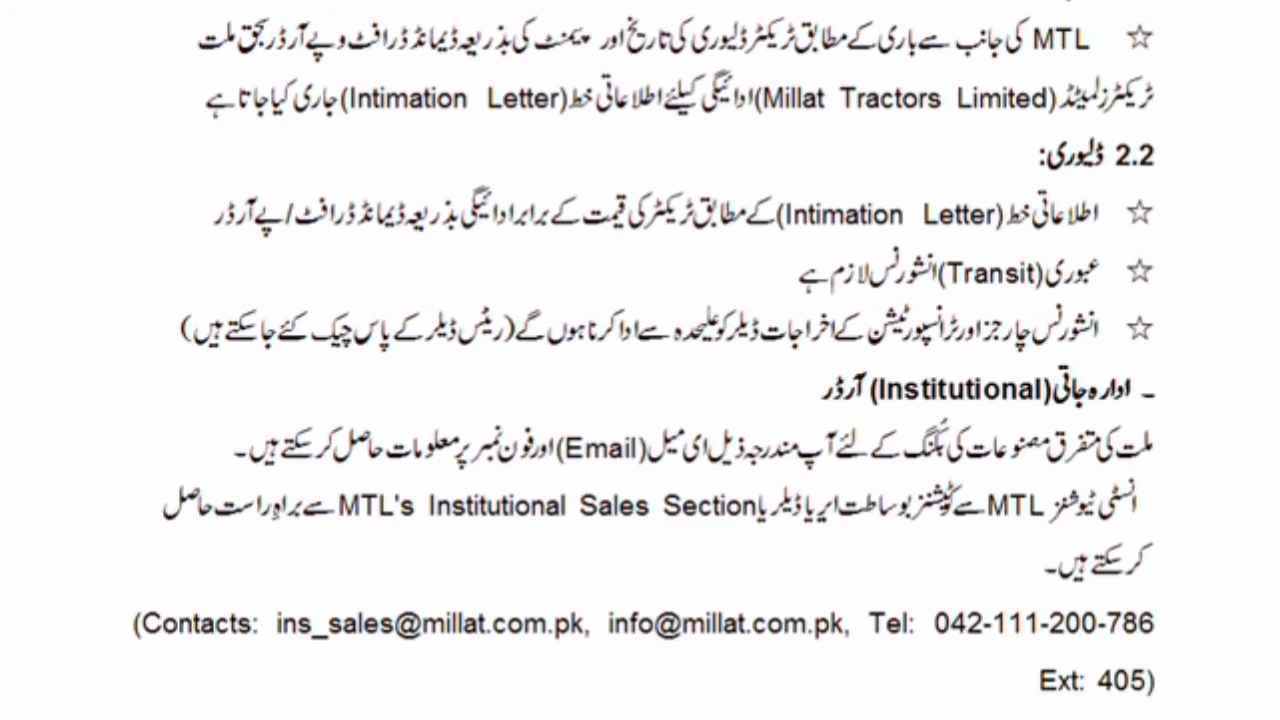 ☆ MTL کی جانب سے باری کے مطابق ٹریکٹر ڈلیوری کی تاریخ اور پیمنٹ کی بذریعہ ڈیمانڈ ڈرافٹ و پے آرڈر بحق ملت
ٹریکٹرز لمیٹڈ (Millat Tractors Limited) ادائیگی کیلئے اطلاعاتی خط (Intimation Letter) جاری کیا جاتا ہے
2.2 ڈلیوری:
☆ اطلاعاتی خط (Intimation Letter) کے مطابق ٹریکٹر کی قیمت کے برابر ادائیگی بذریعہ ڈیمانڈ ڈرافٹ / پے آرڈر
☆ عبوری (Transit) انشورنس لازم ہے
☆ انشورنس چارجز اور ٹرانسپورٹیشن کے اخراجات ڈیلر کو علیحدہ سے ادا کرنا ہوں گے (ریٹس ڈیلر کے پاس چیک کئے جا سکتے ہیں)
۔ ادارہ جاتی (Institutional) آرڈر
ملت کی متفرق مصنوعات کی بکنگ کے لئے آپ مندرجہ ذیل ای میل (Email) اور فون نمبر پر معلومات حاصل کر سکتے ہیں۔
انسٹی ٹیوشنز MTL سے کوٹیشنز بوساطت ایریا ڈیلر یا MTL's Institutional Sales Section سے براہِ راست حاصل
کر سکتے ہیں۔
(Contacts: ins_sales@millat.com.pk, info@millat.com.pk, Tel: 042-111-200-786
Ext: 405)